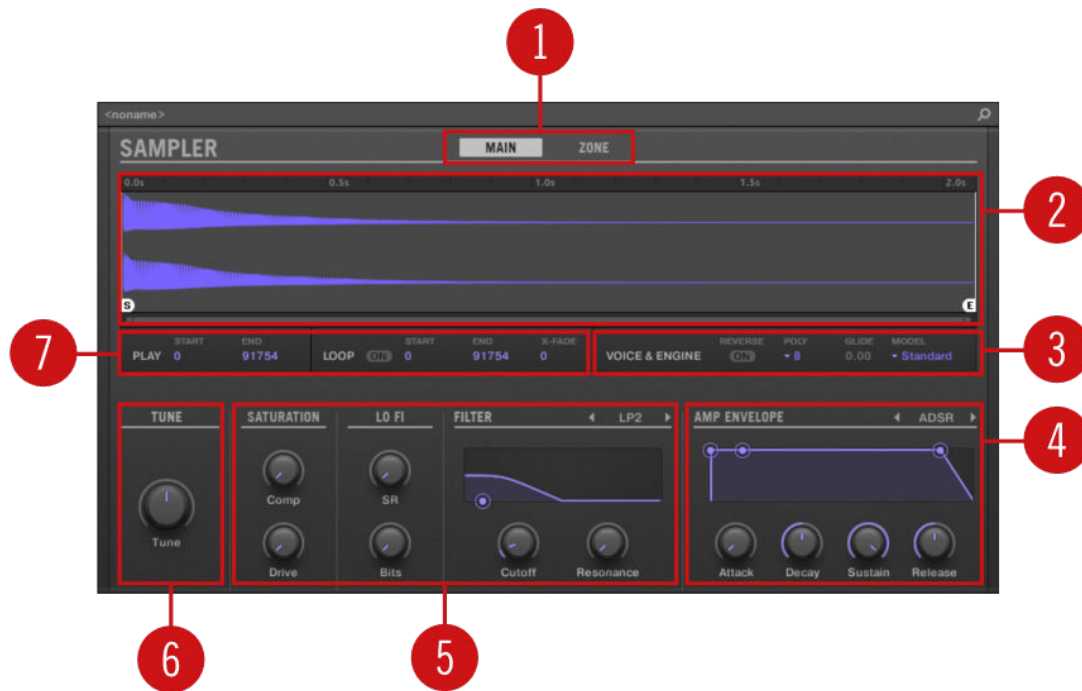 1
<noname>
SAMPLER MAIN ZONE
0.0s 0.5s 1.0s 1.5s 2.0s
2
S E
7
START END START END X-FADE REVERSE POLY GLIDE MODEL
PLAY 0 91754 LOOP ON 0 91754 0 VOICE & ENGINE ON 8 0.00 Standard
3
TUNE SATURATION LO FI FILTER LP2 AMP ENVELOPE ADSR
4
Comp SR
Tune
Drive Bits Cutoff Resonance Attack Decay Sustain Release
6 5